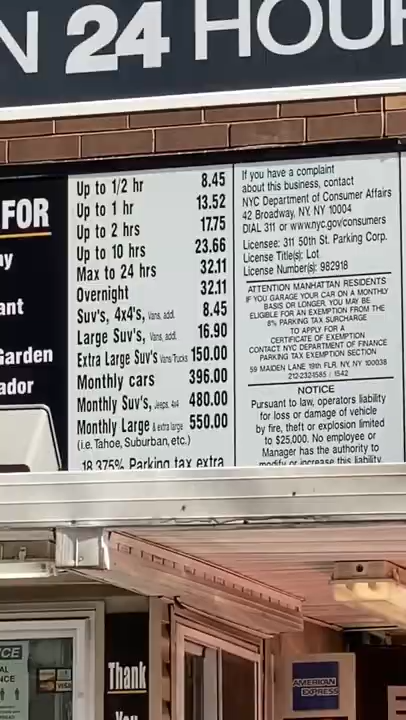 N 24 HOUR
FOR
ay
ant
Garden
ador
Up to 1/2 hr 8.45
Up to 1 hr 13.52
Up to 2 hrs 17.75
Up to 10 hrs 23.66
Max to 24 hrs 32.11
Overnight 32.11
Suv's, 4x4's, Vans, add. 8.45
Large Suv's, Vans, add. 16.90
Extra Large Suv's Vans Trucks 150.00
Monthly cars 396.00
Monthly Suv's, Jeeps, 4x4 480.00
Monthly Large & extra large 550.00
(i.e. Tahoe, Suburban, etc.)
18.375% Parking tax extra
If you have a complaint
about this business, contact
NYC Department of Consumer Affairs
42 Broadway, NY, NY 10004
DIAL 311 or www.nyc.gov/consumers
Licensee: 311 50th St. Parking Corp.
License Title(s): Lot
License Number(s): 982918
ATTENTION MANHATTAN RESIDENTS
IF YOU GARAGE YOUR CAR ON A MONTHLY
BASIS OR LONGER, YOU MAY BE
ELIGIBLE FOR AN EXEMPTION FROM THE
8% PARKING TAX SURCHARGE
TO APPLY FOR A
CERTIFICATE OF EXEMPTION
CONTACT NYC DEPARTMENT OF FINANCE
PARKING TAX EXEMPTION SECTION
59 MAIDEN LANE 19th FLR, NY, NY 100038
212-232-1585 / 1542
NOTICE
Pursuant to law, operators liability
for loss or damage of vehicle
by fire, theft or explosion limited
to $25,000. No employee or
Manager has the authority to
modify or increase this liability.
Thank
You
AMERICAN
EXPRESS
VISA